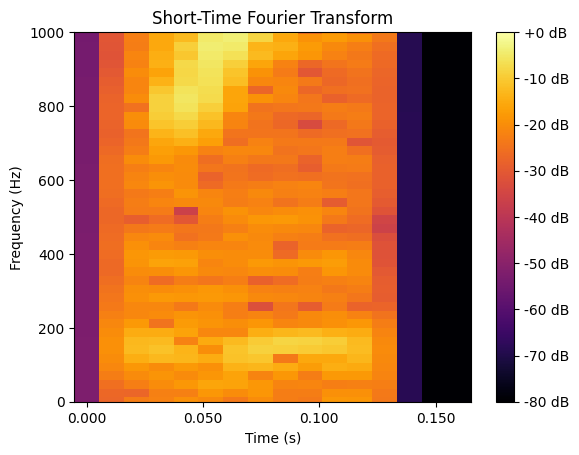 Short-Time Fourier Transform
1000
800
600
400
200
0
Frequency (Hz)
0.000
0.050
0.100
0.150
Time (s)
+0 dB
-10 dB
-20 dB
-30 dB
-40 dB
-50 dB
-60 dB
-70 dB
-80 dB